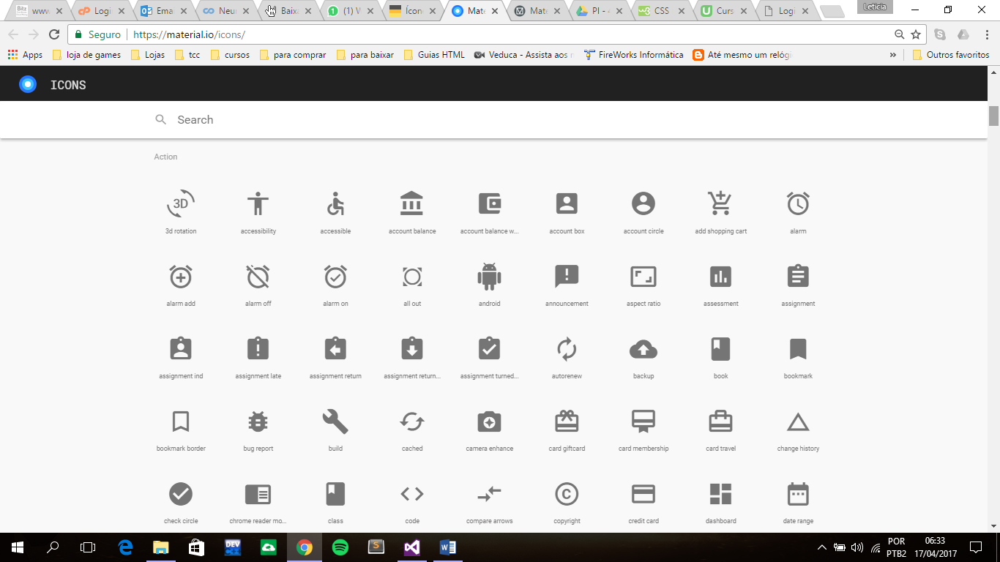 www Logi Emai Neur Baixa (1) W Ícon Mate Mate PI - 4 CSS Curs Logi Leticia
Seguro https://material.io/icons/
Apps loja de games Lojas tcc cursos para comprar para baixar Guias HTML Veduca - Assista aos FireWorks Informática Até mesmo um relóg » Outros favoritos
ICONS
Search
Action
3D
3d rotation accessibility accessible account balance account balance w... account box account circle add shopping cart alarm
alarm add alarm off alarm on all out android announcement aspect ratio assessment assignment
assignment ind assignment late assignment return assignment return... assignment turned... autorenew backup book bookmark
bookmark border bug report build cached camera enhance card giftcard card membership card travel change history
check circle chrome reader mo... class code compare arrows copyright credit card dashboard date range
DEV
POR 06:33
PTB2 17/04/2017